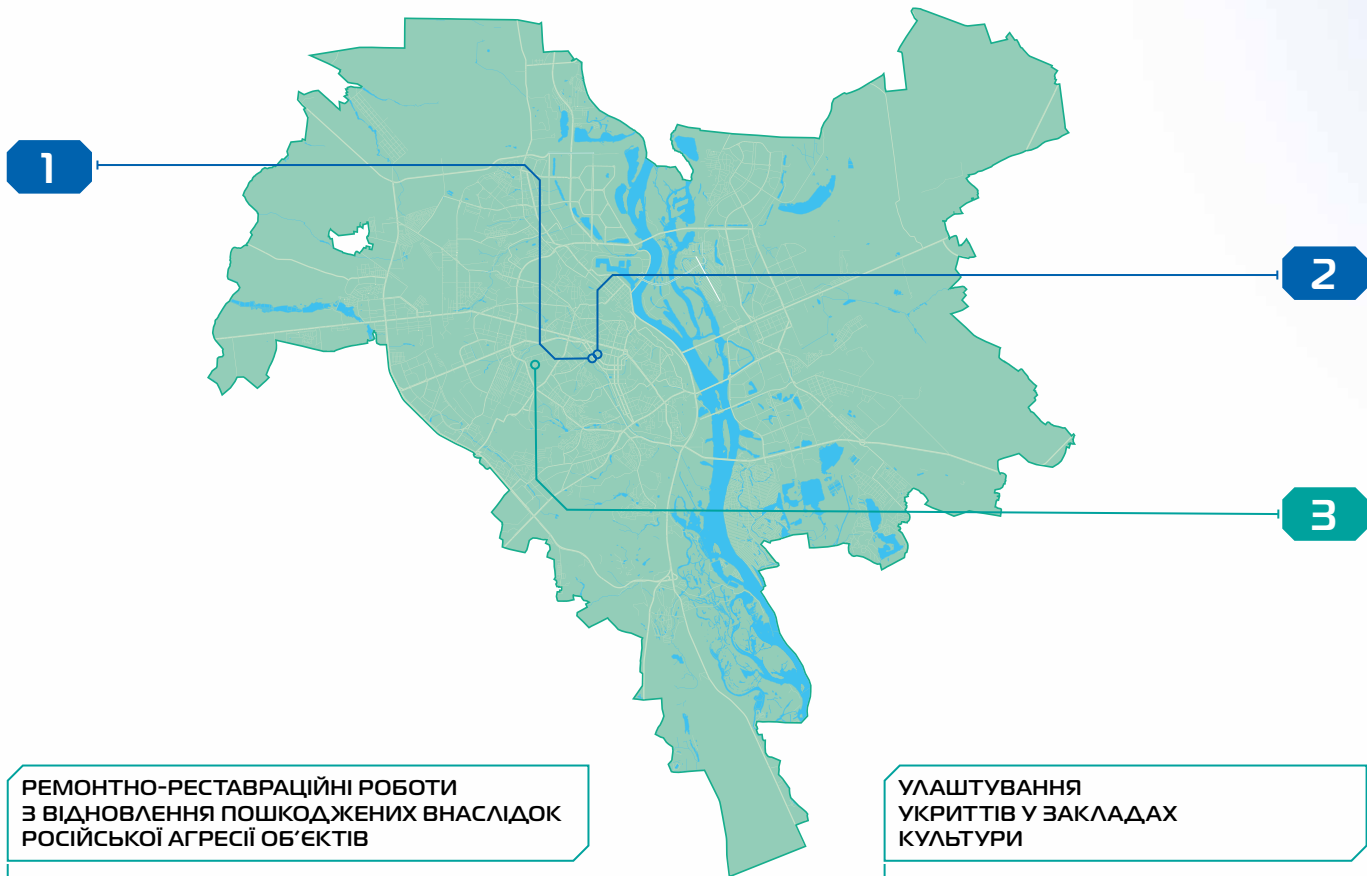 1
2
3
РЕМОНТНО-РЕСТАВРАЦІЙНІ РОБОТИ
З ВІДНОВЛЕННЯ ПОШКОДЖЕНИХ ВНАСЛІДОК
РОСІЙСЬКОЇ АГРЕСІЇ ОБ’ЄКТІВ
УЛАШТУВАННЯ
УКРИТТІВ У ЗАКЛАДАХ
КУЛЬТУРИ